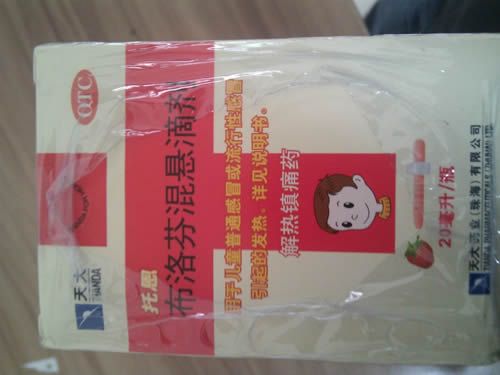 OTC
天大
TIANDA
托恩
布洛芬混悬滴剂
用于儿童普通感冒或流行性感冒
引起的发热。详见说明书。
解热镇痛药
20毫升/瓶
天大药业(珠海)有限公司